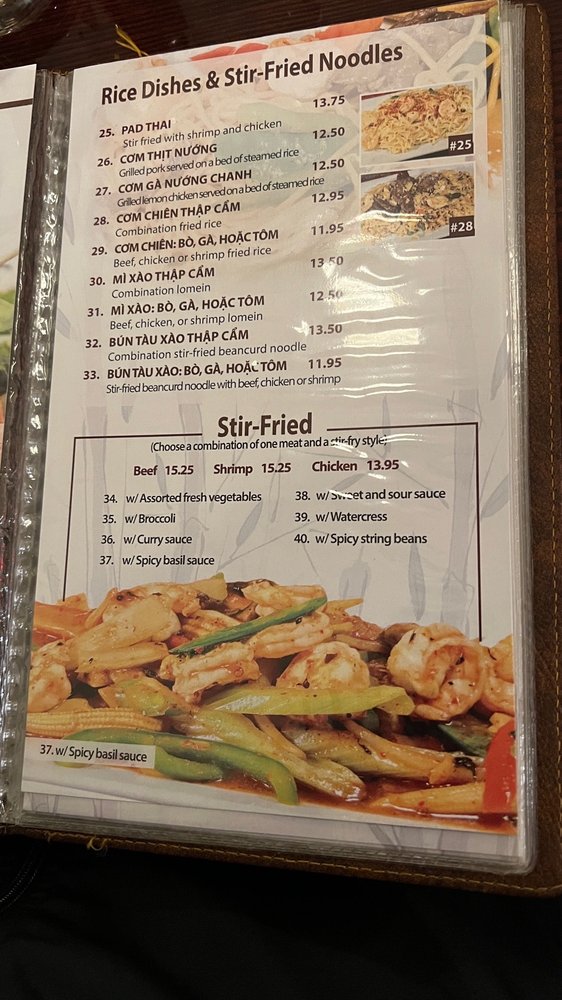 Rice Dishes & Stir-Fried Noodles
25. PAD THAI 13.75
Stir fried with shrimp and chicken
26. CƠM THỊT NƯỚNG 12.50
Grilled pork served on a bed of steamed rice
27. CƠM GÀ NƯỚNG CHANH 12.50
Grilled lemon chicken served on a bed of steamed rice
28. CƠM CHIÊN THẬP CẨM 12.95
Combination fried rice
29. CƠM CHIÊN: BÒ, GÀ, HOẶC TÔM 11.95
Beef, chicken or shrimp fried rice
30. MÌ XÀO THẬP CẨM 13.50
Combination lomein
31. MÌ XÀO: BÒ, GÀ, HOẶC TÔM 12.50
Beef, chicken, or shrimp lomein
32. BÚN TÀU XÀO THẬP CẨM 13.50
Combination stir-fried beancurd noodle
33. BÚN TÀU XÀO: BÒ, GÀ, HOẶC TÔM 11.95
Stir-fried beancurd noodle with beef, chicken or shrimp
#25
#28
Stir-Fried
(Choose a combination of one meat and a stir-fry style)
Beef 15.25 Shrimp 15.25 Chicken 13.95
34. w/ Assorted fresh vegetables
35. w/ Broccoli
36. w/ Curry sauce
37. w/ Spicy basil sauce
38. w/ Sweet and sour sauce
39. w/ Watercress
40. w/ Spicy string beans
37. w/ Spicy basil sauce